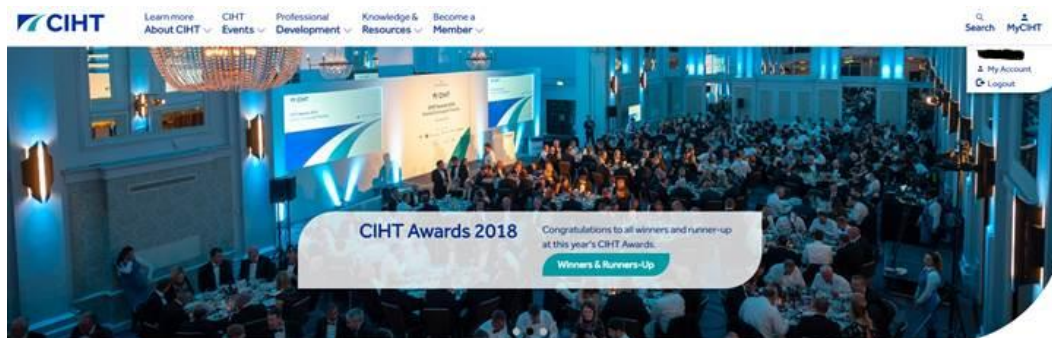 CIHT
Learn more
About CIHT
CIHT
Events
Professional
Development
Knowledge &
Resources
Become a
Member
Search
MyCIHT
My Account
Logout
CIHT
CIHT Awards 2018
Congratulations to all winners and runner-up
at this year's CIHT Awards.
Winners & Runners-Up